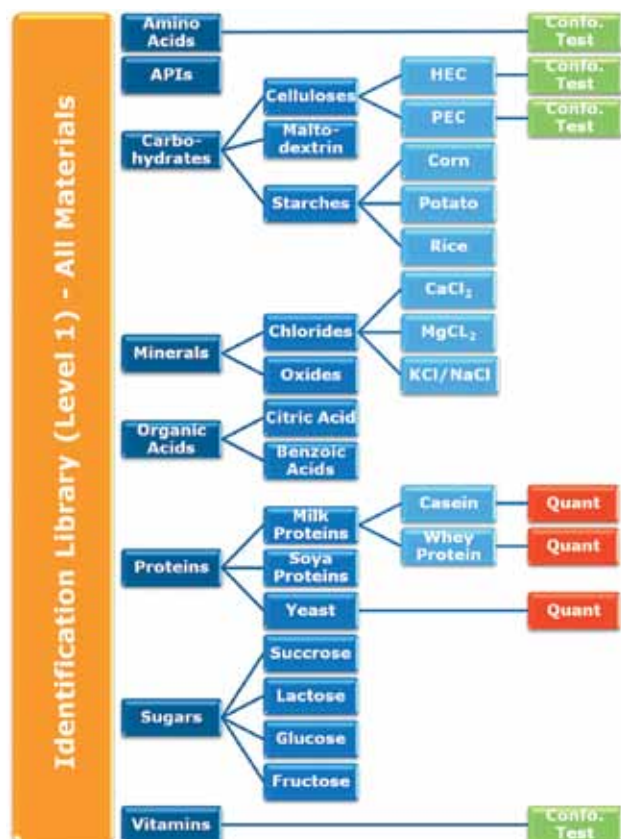 Identification Library (Level 1) – All Materials
Amino
Acids
Confo.
Test
APIs
Carbo-
hydrates
Celluloses
HEC
Confo.
Test
PEC
Confo.
Test
Malto-
dextrin
Starches
Corn
Potato
Rice
Minerals
Chlorides
CaCl₂
MgCL₂
KCl/NaCl
Oxides
Organic
Acids
Citric Acid
Benzoic
Acids
Proteins
Milk
Proteins
Casein
Quant
Whey
Protein
Quant
Soya
Proteins
Yeast
Quant
Sugars
Succrose
Lactose
Glucose
Fructose
Vitamins
Confo.
Test